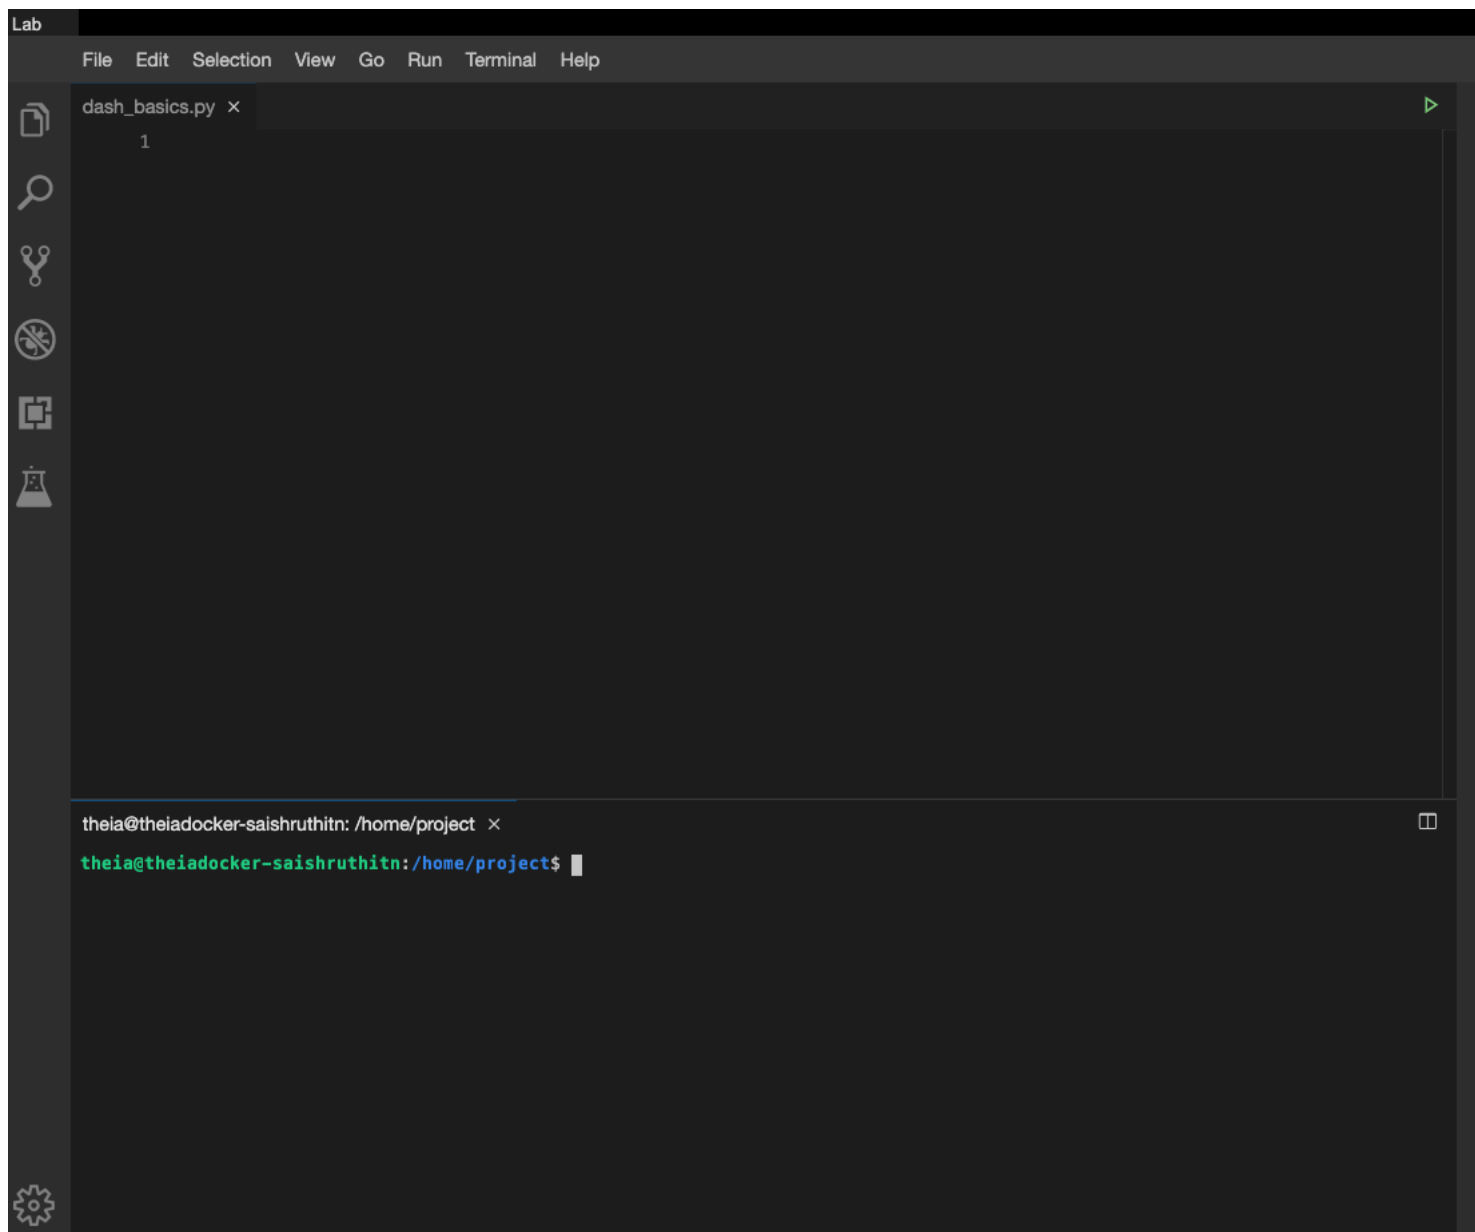 Lab
File Edit Selection View Go Run Terminal Help
dash_basics.py ×
1
theia@theiadocker-saishruthitn: /home/project ×
theia@theiadocker-saishruthitn:/home/project$